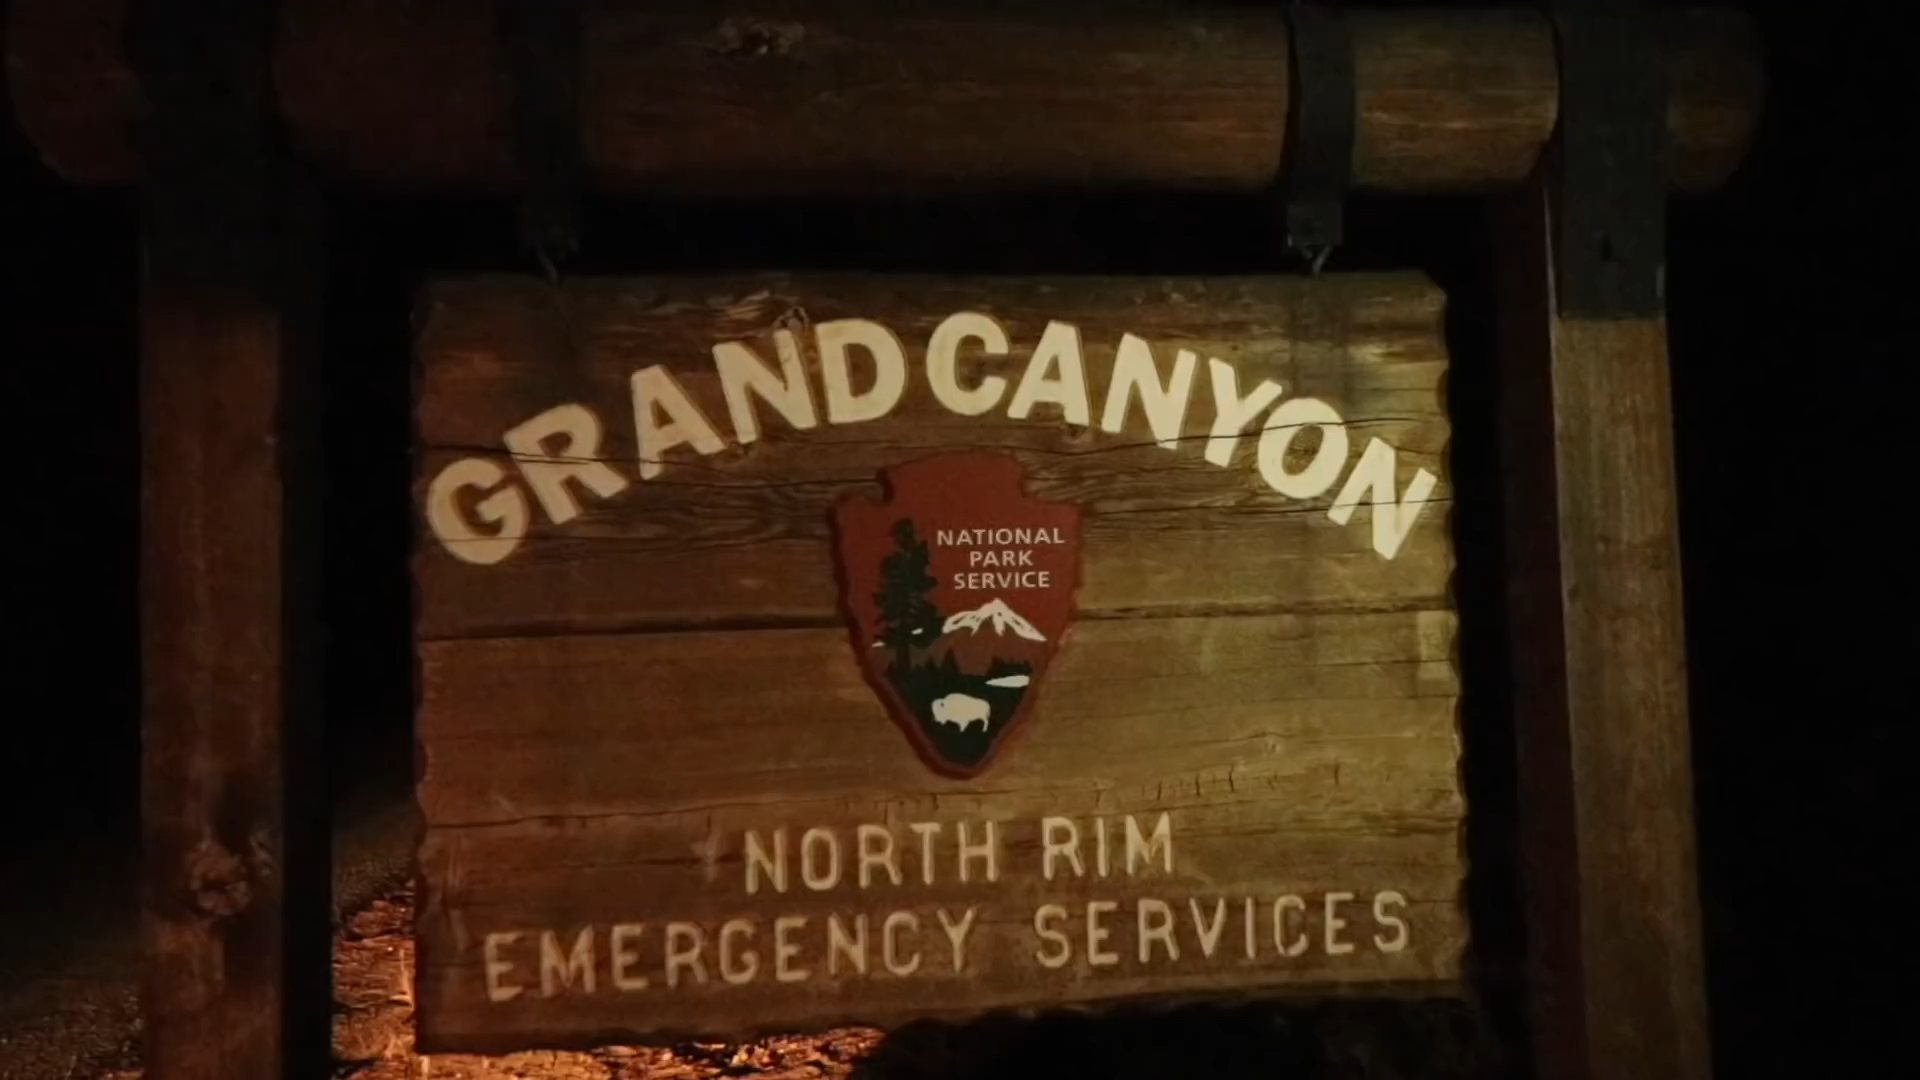 GRAND CANYON
NATIONAL
PARK
SERVICE
NORTH RIM
EMERGENCY SERVICES